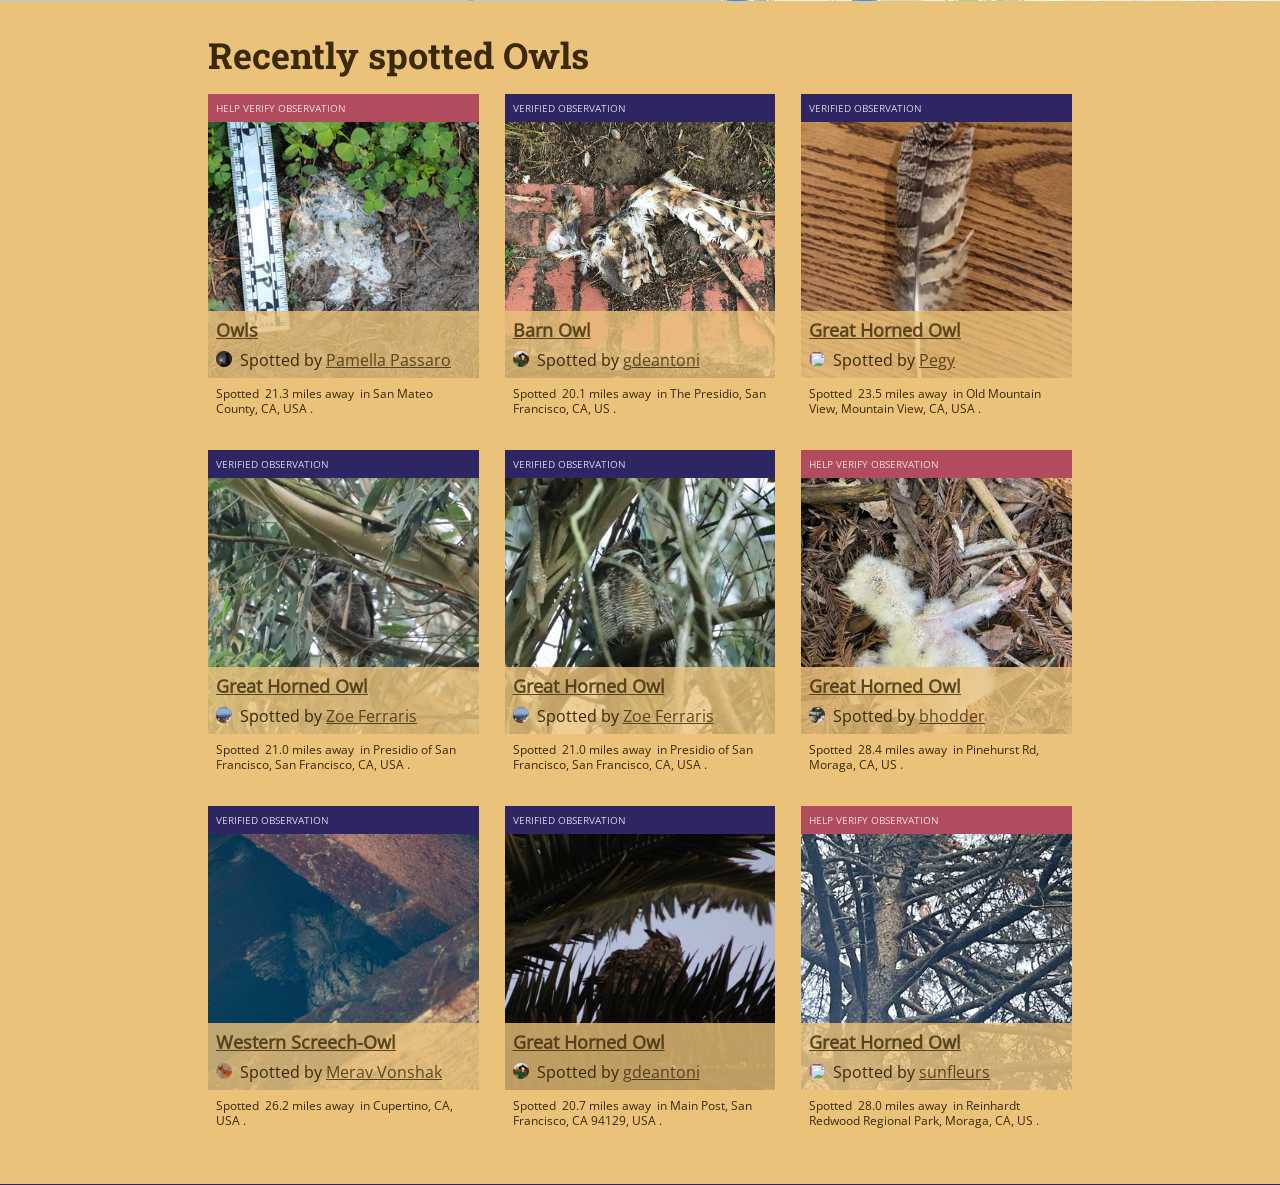 Recently spotted Owls
HELP VERIFY OBSERVATION
Owls
Spotted by Pamella Passaro
Spotted 21.3 miles away in San Mateo
County, CA, USA .
VERIFIED OBSERVATION
Barn Owl
Spotted by gdeantoni
Spotted 20.1 miles away in The Presidio, San
Francisco, CA, US .
VERIFIED OBSERVATION
Great Horned Owl
Spotted by Pegy
Spotted 23.5 miles away in Old Mountain
View, Mountain View, CA, USA .
VERIFIED OBSERVATION
Great Horned Owl
Spotted by Zoe Ferraris
Spotted 21.0 miles away in Presidio of San
Francisco, San Francisco, CA, USA .
VERIFIED OBSERVATION
Great Horned Owl
Spotted by Zoe Ferraris
Spotted 21.0 miles away in Presidio of San
Francisco, San Francisco, CA, USA .
HELP VERIFY OBSERVATION
Great Horned Owl
Spotted by bhodder
Spotted 28.4 miles away in Pinehurst Rd,
Moraga, CA, US .
VERIFIED OBSERVATION
Western Screech-Owl
Spotted by Merav Vonshak
Spotted 26.2 miles away in Cupertino, CA,
USA .
VERIFIED OBSERVATION
Great Horned Owl
Spotted by gdeantoni
Spotted 20.7 miles away in Main Post, San
Francisco, CA 94129, USA .
HELP VERIFY OBSERVATION
Great Horned Owl
Spotted by sunfleurs
Spotted 28.0 miles away in Reinhardt
Redwood Regional Park, Moraga, CA, US .